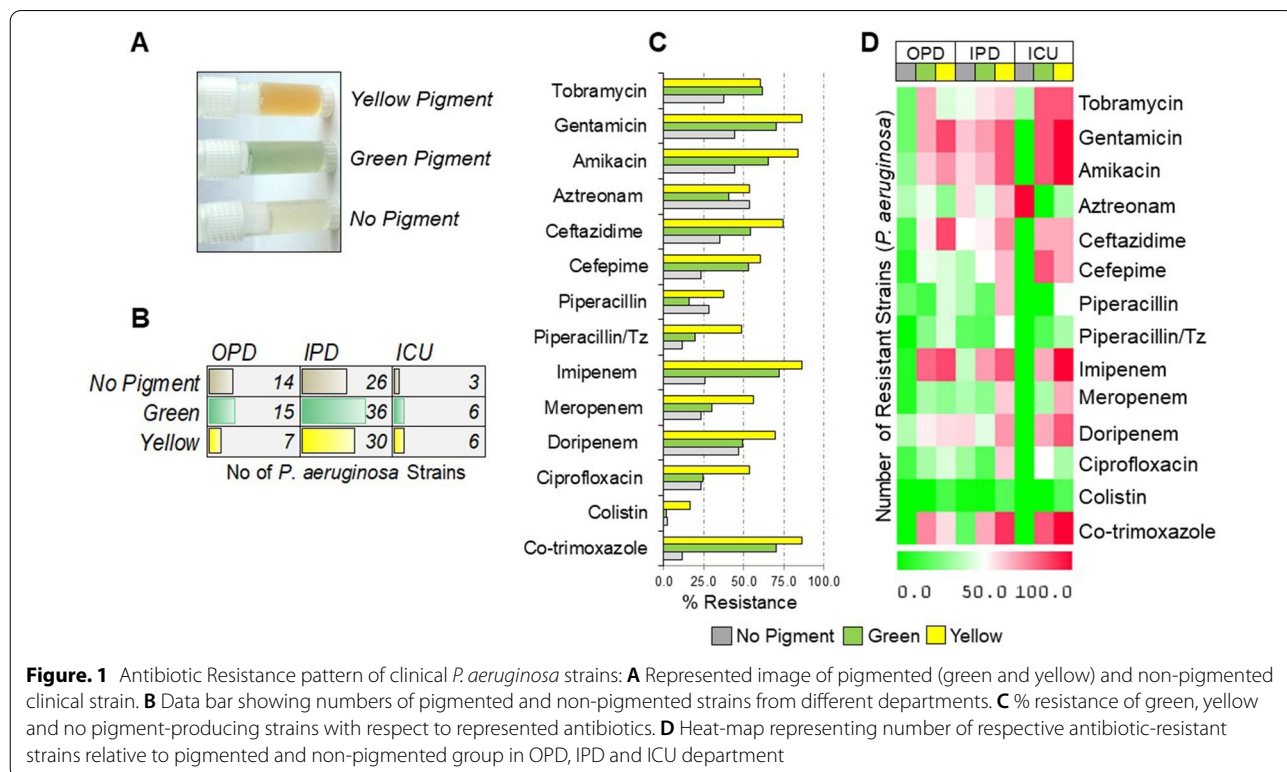 A
Yellow Pigment
Green Pigment
No Pigment
B
OPD IPD ICU
No Pigment 14 26 3
Green 15 36 6
Yellow 7 30 6
No of P. aeruginosa Strains
C
Tobramycin
Gentamicin
Amikacin
Aztreonam
Ceftazidime
Cefepime
Piperacillin
Piperacillin/Tz
Imipenem
Meropenem
Doripenem
Ciprofloxacin
Colistin
Co-trimoxazole
0.0 25.0 50.0 75.0 100.0
% Resistance
D
OPD IPD ICU
Number of Resistant Strains (P. aeruginosa)
Tobramycin
Gentamicin
Amikacin
Aztreonam
Ceftazidime
Cefepime
Piperacillin
Piperacillin/Tz
Imipenem
Meropenem
Doripenem
Ciprofloxacin
Colistin
Co-trimoxazole
0.0 50.0 100.0
No Pigment Green Yellow
Figure. 1 Antibiotic Resistance pattern of clinical P. aeruginosa strains: A Represented image of pigmented (green and yellow) and non-pigmented
clinical strain. B Data bar showing numbers of pigmented and non-pigmented strains from different departments. C % resistance of green, yellow
and no pigment-producing strains with respect to represented antibiotics. D Heat-map representing number of respective antibiotic-resistant
strains relative to pigmented and non-pigmented group in OPD, IPD and ICU department